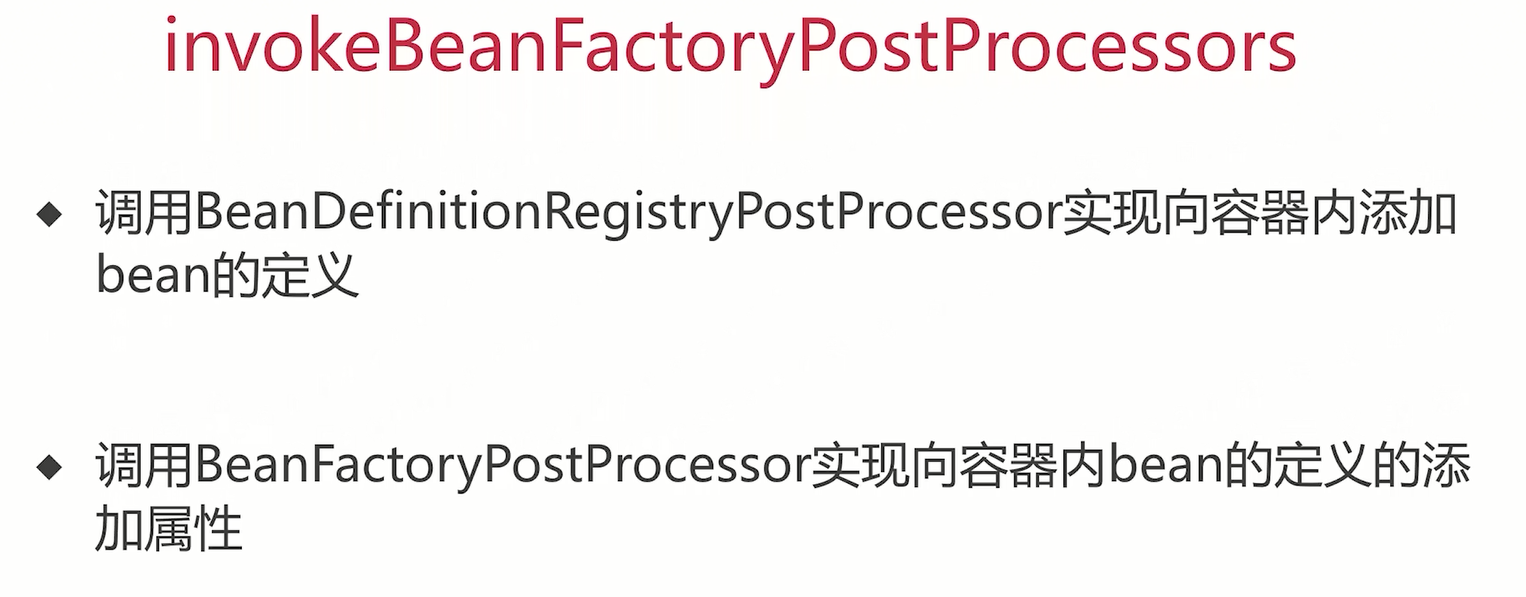 invokeBeanFactoryPostProcessors
调用BeanDefinitionRegistryPostProcessor实现向容器内添加
bean的定义
调用BeanFactoryPostProcessor实现向容器内bean的定义的添
加属性